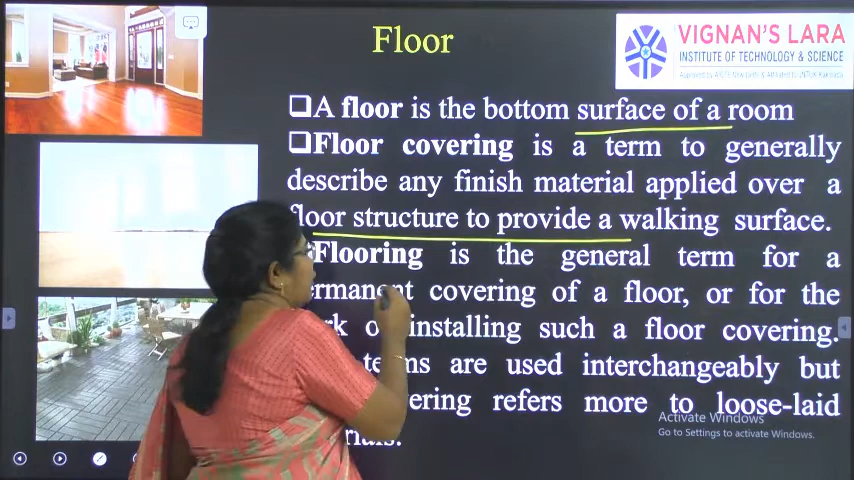 Floor
VIGNAN'S LARA
INSTITUTE OF TECHNOLOGY & SCIENCE
A floor is the bottom surface of a room
Floor covering is a term to generally
describe any finish material applied over a
floor structure to provide a walking surface.
Flooring is the general term for a
covering of a floor, or for the
installing such a floor covering.
terms are used interchangeably but
refers more to loose-laid
Activate Windows
Go to Settings to activate Windows.